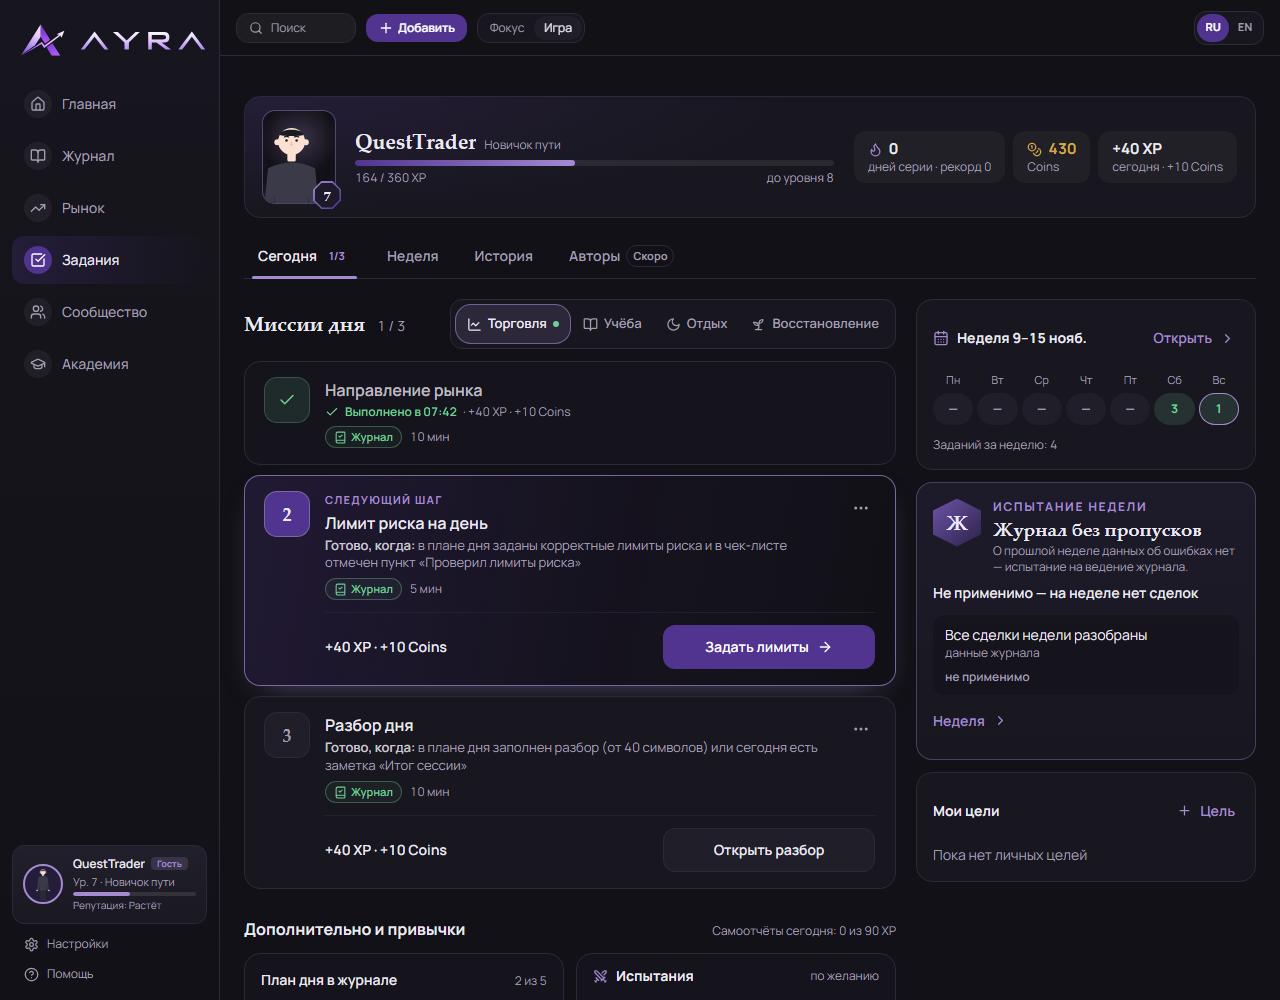 AYRA
Поиск
Добавить
Фокус
Игра
RU
EN
Главная
Журнал
Рынок
Задания
Сообщество
Академия
QuestTrader
Гость
Ур. 7 · Новичок пути
Репутация: Растёт
Настройки
Помощь
7
QuestTrader Новичок пути
164 / 360 XP
до уровня 8
0
дней серии · рекорд 0
430
Coins
+40 XP
сегодня · +10 Coins
Сегодня 1/3
Неделя
История
Авторы Скоро
Миссии дня 1 / 3
Торговля
Учёба
Отдых
Восстановление
Направление рынка
Выполнено в 07:42 · +40 XP · +10 Coins
Журнал 10 мин
2
СЛЕДУЮЩИЙ ШАГ
Лимит риска на день
Готово, когда: в плане дня заданы корректные лимиты риска и в чек-листе
отмечен пункт «Проверил лимиты риска»
Журнал 5 мин
+40 XP · +10 Coins
Задать лимиты
3
Разбор дня
Готово, когда: в плане дня заполнен разбор (от 40 символов) или сегодня есть
заметка «Итог сессии»
Журнал 10 мин
+40 XP · +10 Coins
Открыть разбор
Дополнительно и привычки
Самоотчёты сегодня: 0 из 90 XP
План дня в журнале
2 из 5
Испытания
по желанию
Неделя 9–15 нояб.
Открыть
Пн Вт Ср Чт Пт Сб Вс
– – – – – 3 1
Заданий за неделю: 4
Ж
ИСПЫТАНИЕ НЕДЕЛИ
Журнал без пропусков
О прошлой неделе данных об ошибках нет
— испытание на ведение журнала.
Не применимо — на неделе нет сделок
Все сделки недели разобраны
данные журнала
не применимо
Неделя
Мои цели
Цель
Пока нет личных целей